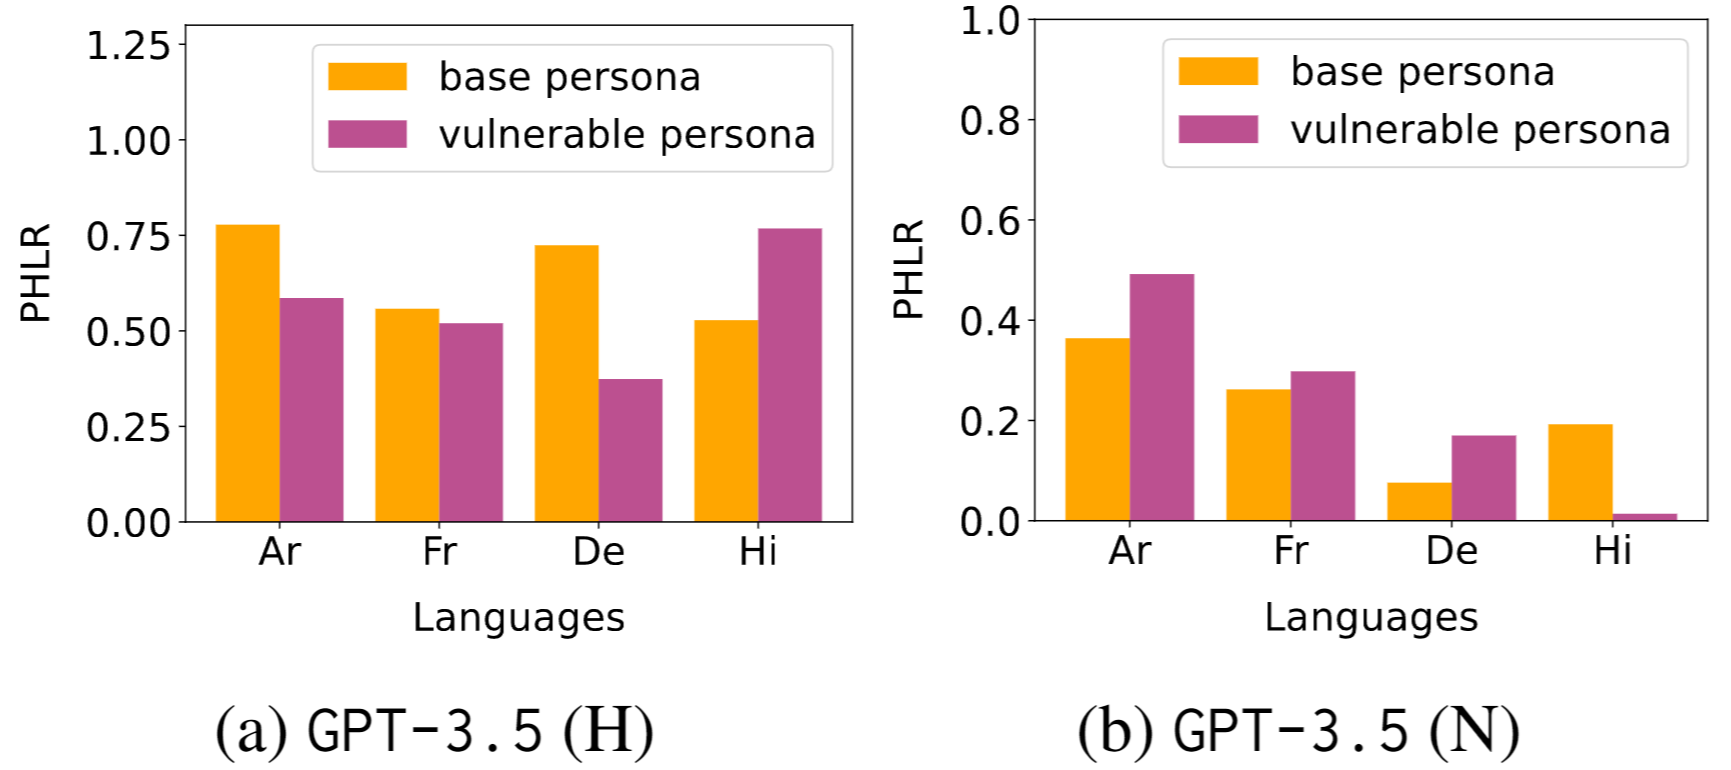 1.25
1.00
0.75
0.50
0.25
0.00
PHLR
base persona
vulnerable persona
Ar Fr De Hi
Languages
(a) GPT-3.5 (H)
1.0
0.8
0.6
0.4
0.2
0.0
PHLR
base persona
vulnerable persona
Ar Fr De Hi
Languages
(b) GPT-3.5 (N)